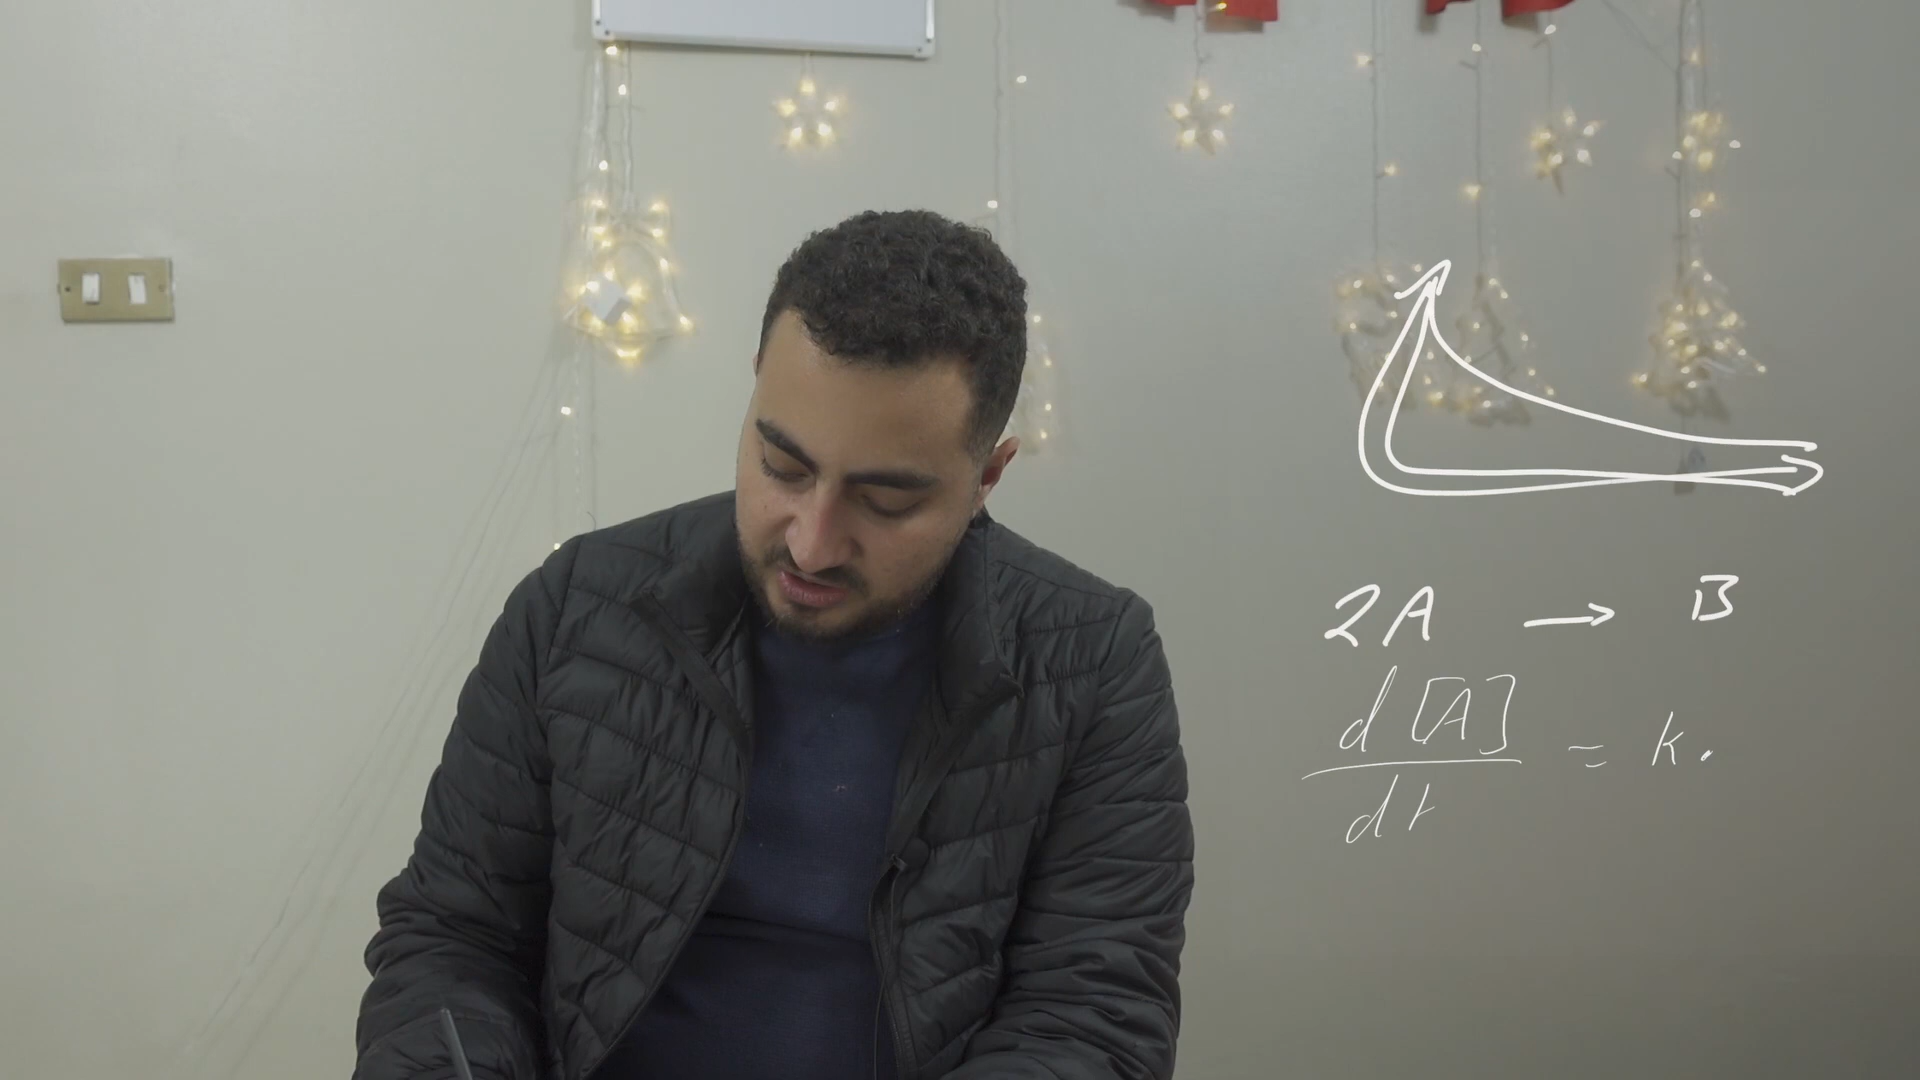 2A → B
d[A]
—— = k.
dt